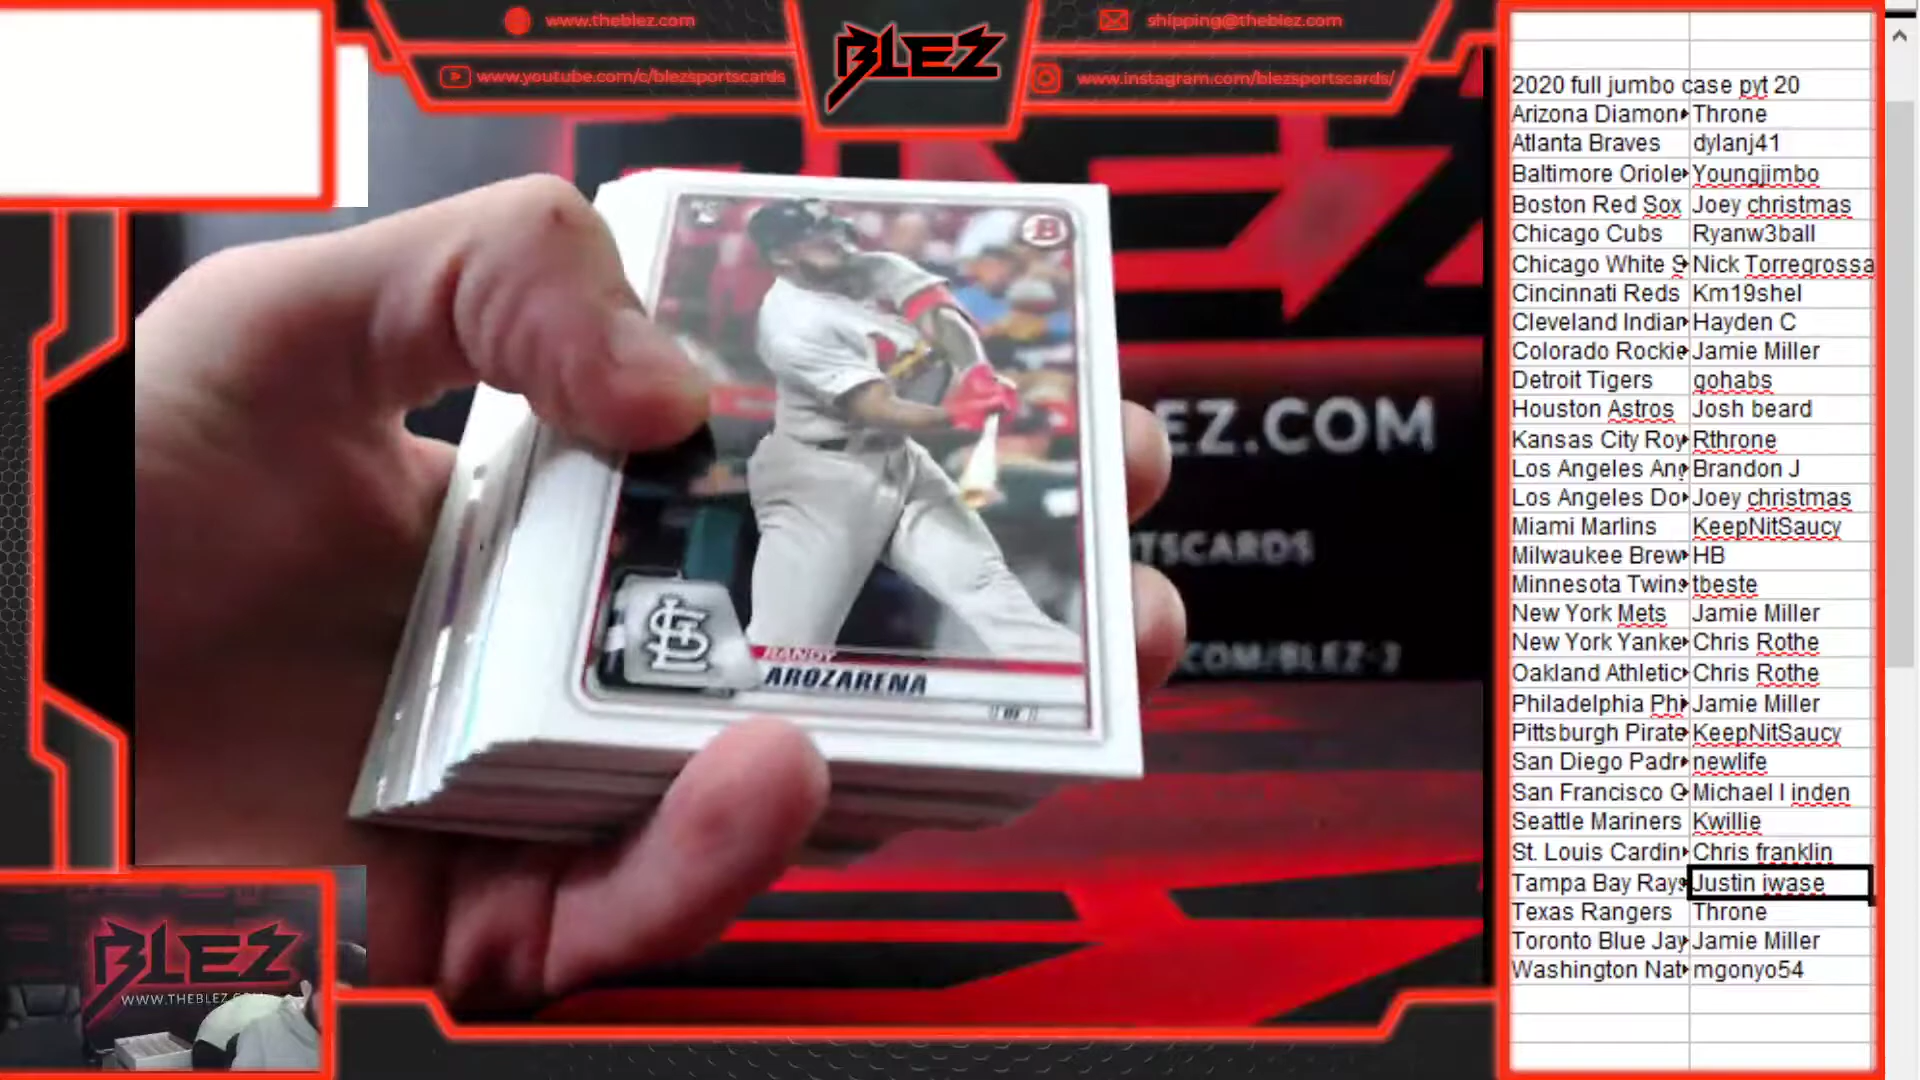 www.theblez.com
www.youtube.com/c/blezsportscards
BLEZ
shipping@theblez.com
www.instagram.com/blezsportscards/
EZ.COM
TSCARDS
.COM/BLEZ-
B
STL
RANDY
AROZARENA
OF
BLEZ
2020 full jumbo case pyt 20
Arizona Diamon Throne
Atlanta Braves dylanj41
Baltimore Oriole Youngjimbo
Boston Red Sox Joey christmas
Chicago Cubs Ryanw3ball
Chicago White S Nick Torregrossa
Cincinnati Reds Km19shel
Cleveland Indian Hayden C
Colorado Rockie Jamie Miller
Detroit Tigers gohabs
Houston Astros Josh beard
Kansas City Roy Rthrone
Los Angeles Ang Brandon J
Los Angeles Do Joey christmas
Miami Marlins KeepNitSaucy
Milwaukee Brew HB
Minnesota Twins tbeste
New York Mets Jamie Miller
New York Yanke Chris Rothe
Oakland Athletic Chris Rothe
Philadelphia Phi Jamie Miller
Pittsburgh Pirate KeepNitSaucy
San Diego Padr newlife
San Francisco G Michael l inden
Seattle Mariners Kwillie
St. Louis Cardin Chris franklin
Tampa Bay Rays Justin iwase
Texas Rangers Throne
Toronto Blue Jay Jamie Miller
Washington Nat mgonyo54